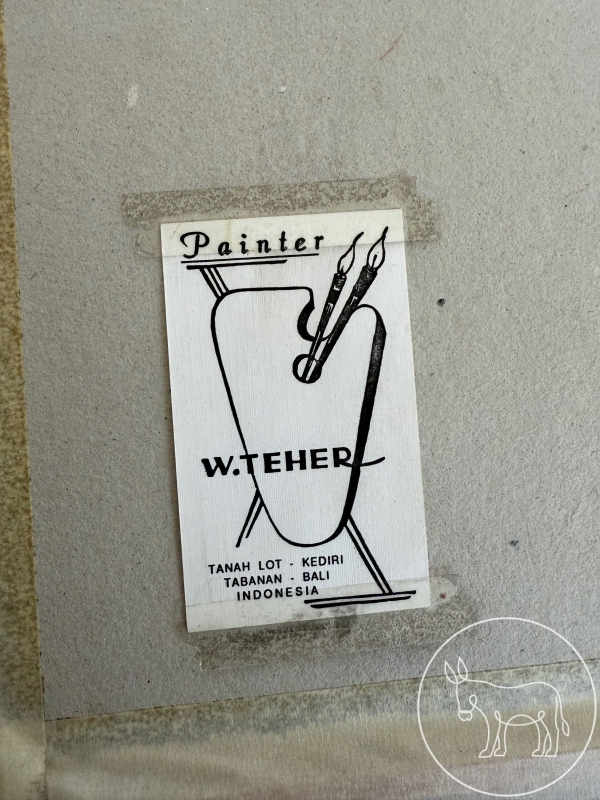 Painter
W.TEHER
TANAH LOT - KEDIRI
TABANAN - BALI
INDONESIA